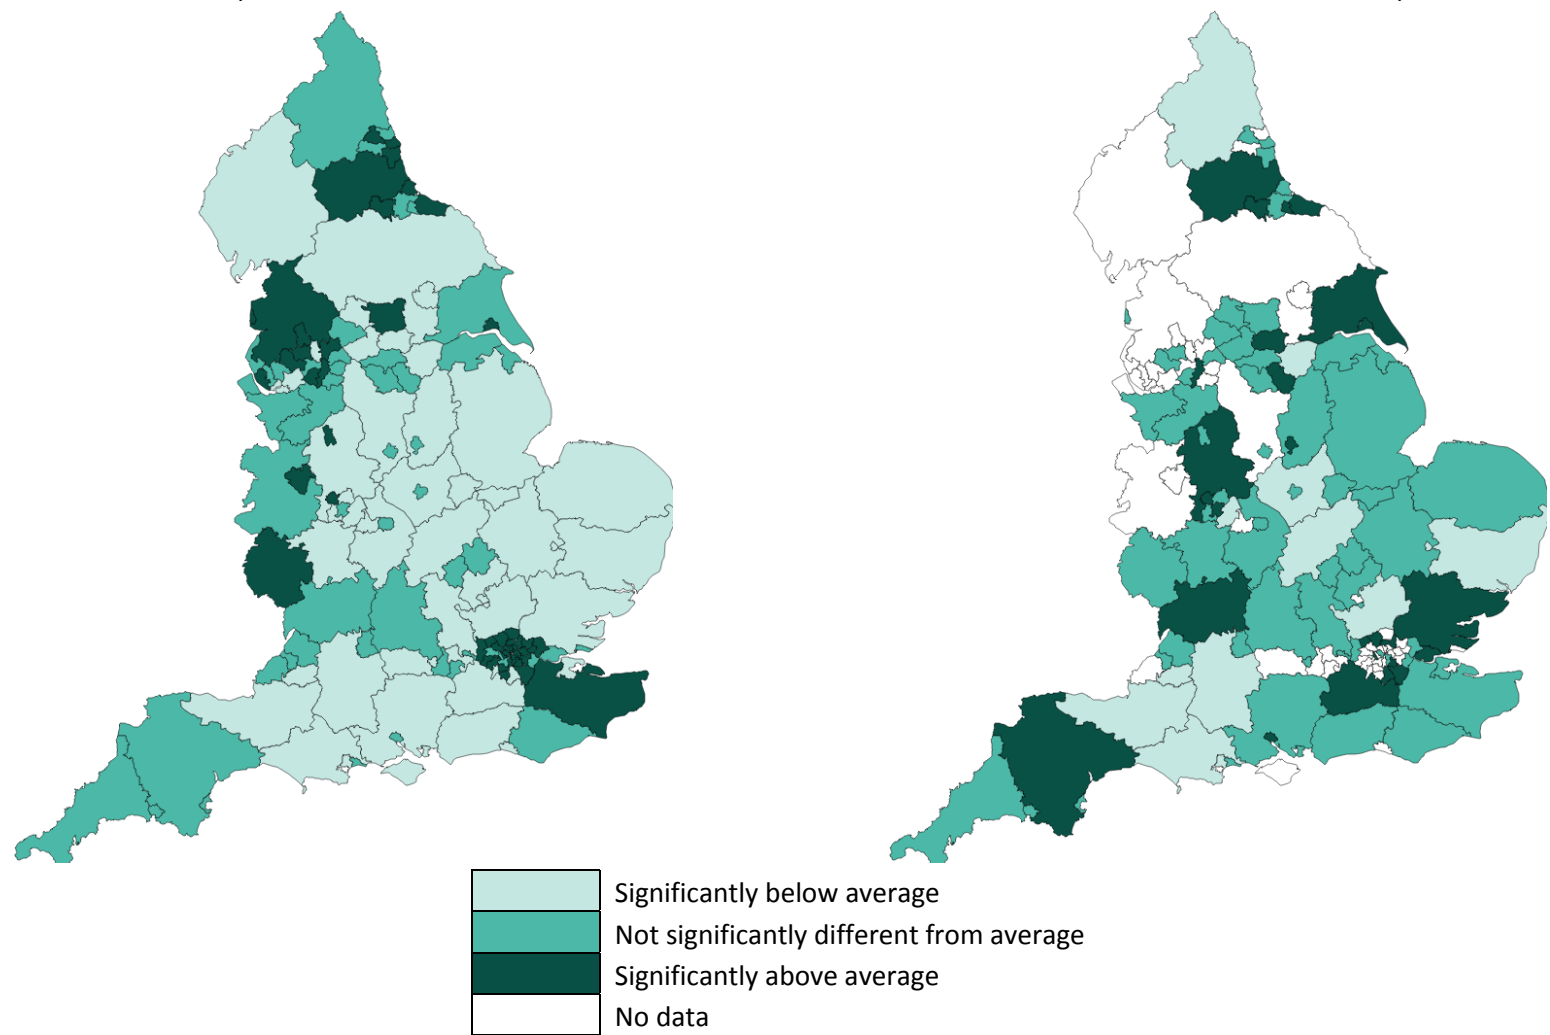 Significantly below average
Not significantly different from average
Significantly above average
No data